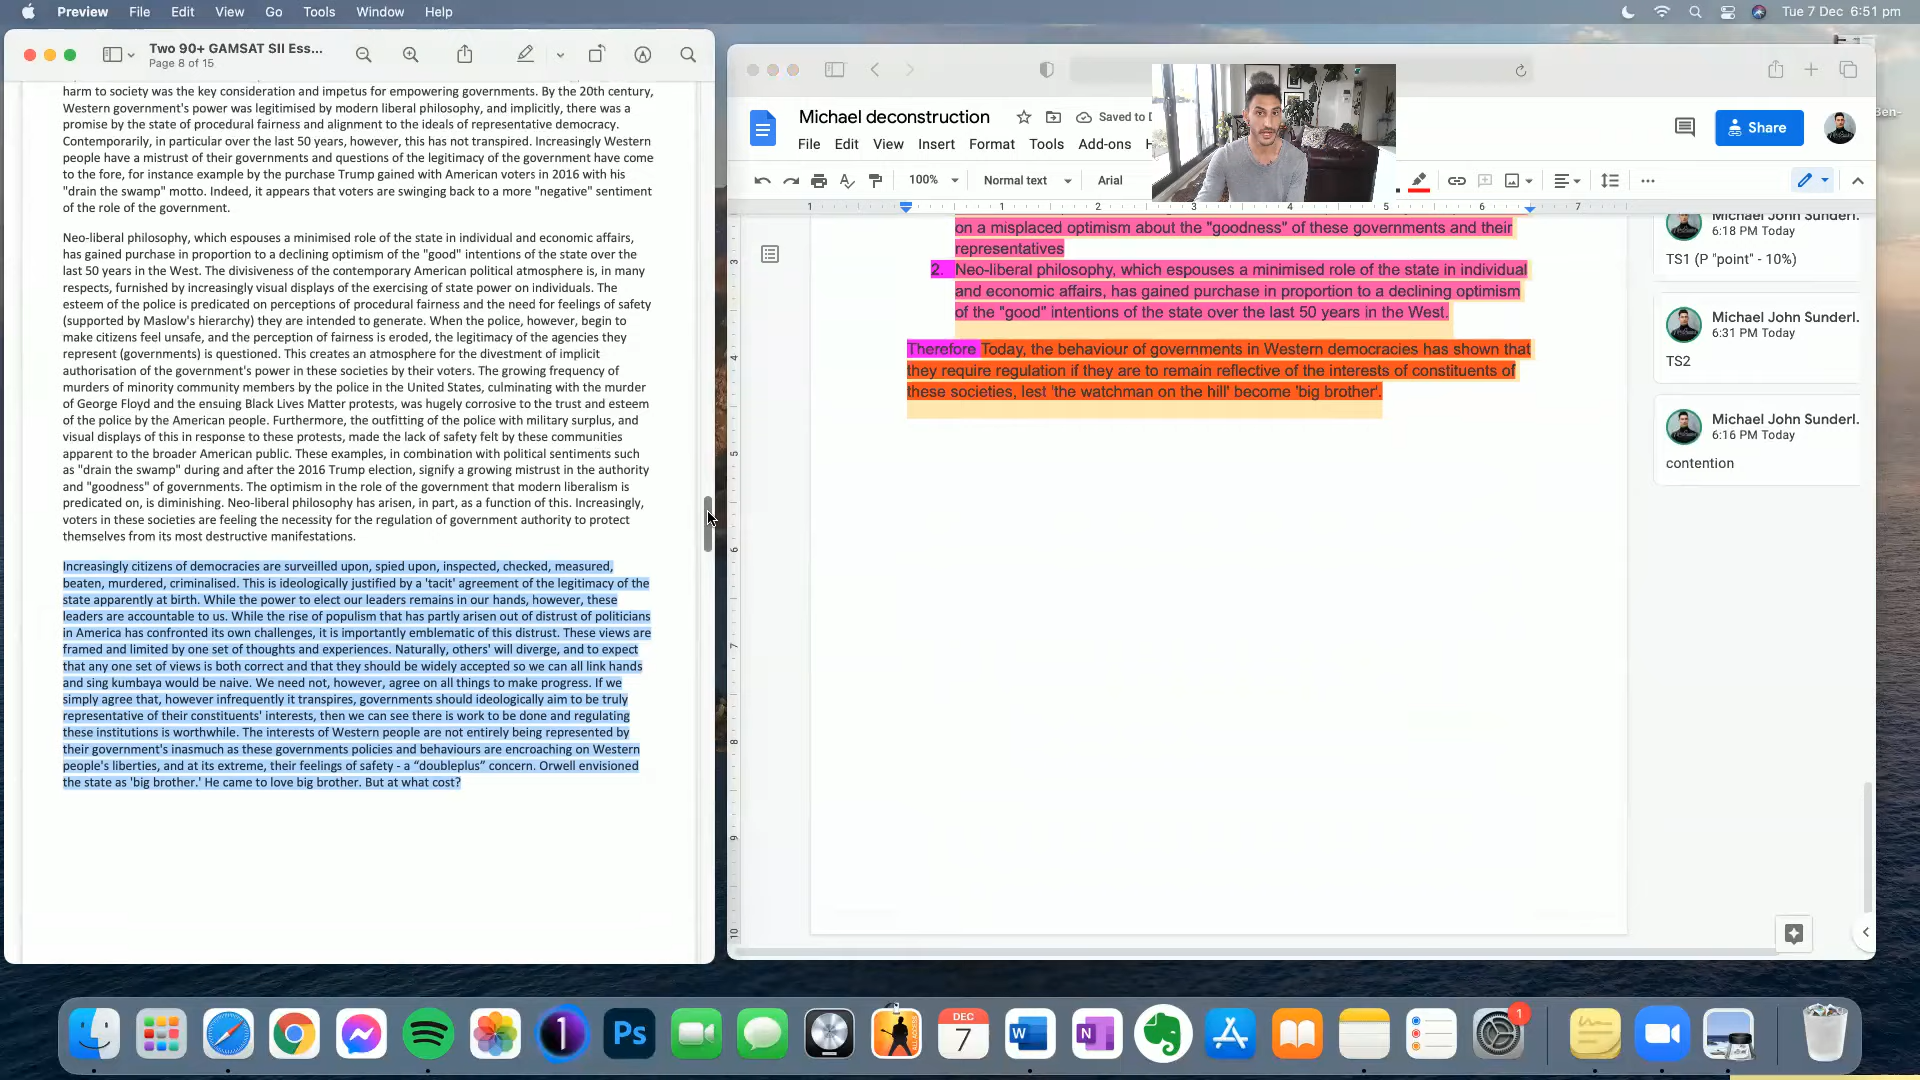 Preview File Edit View Go Tools Window Help
Tue 7 Dec 6:51 pm
Two 90+ GAMSAT SII Ess...
Page 8 of 15
harm to society was the key consideration and impetus for empowering governments. By the 20th century,
Western government's power was legitimised by modern liberal philosophy, and implicitly, there was a
promise by the state of procedural fairness and alignment to the ideals of representative democracy.
Contemporarily, in particular over the last 50 years, however, this has not transpired. Increasingly Western
people have a mistrust of their governments and questions of the legitimacy of the government have come
to the fore, for instance example by the purchase Trump gained with American voters in 2016 with his
"drain the swamp" motto. Indeed, it appears that voters are swinging back to a more "negative" sentiment
of the role of the government.
Neo-liberal philosophy, which espouses a minimised role of the state in individual and economic affairs,
has gained purchase in proportion to a declining optimism of the "good" intentions of the state over the
last 50 years in the West. The divisiveness of the contemporary American political atmosphere is, in many
respects, furnished by increasingly visual displays of the exercising of state power on individuals. The
esteem of the police is predicated on perceptions of procedural fairness and the need for feelings of safety
(supported by Maslow's hierarchy) they are intended to generate. When the police, however, begin to
make citizens feel unsafe, and the perception of fairness is eroded, the legitimacy of the agencies they
represent (governments) is questioned. This creates an atmosphere for the divestment of implicit
authorisation of the government's power in these societies by their voters. The growing frequency of
murders of minority community members by the police in the United States, culminating with the murder
of George Floyd and the ensuing Black Lives Matter protests, was hugely corrosive to the trust and esteem
of the police by the American people. Furthermore, the outfitting of the police with military surplus, and
visual displays of this in response to these protests, made the lack of safety felt by these communities
apparent to the broader American public. These examples, in combination with political sentiments such
as "drain the swamp" during and after the 2016 Trump election, signify a growing mistrust in the authority
and "goodness" of governments. The optimism in the role of the government that modern liberalism is
predicated on, is diminishing. Neo-liberal philosophy has arisen, in part, as a function of this. Increasingly,
voters in these societies are feeling the necessity for the regulation of government authority to protect
themselves from its most destructive manifestations.
Increasingly citizens of democracies are surveilled upon, spied upon, inspected, checked, measured,
beaten, murdered, criminalised. This is ideologically justified by a 'tacit' agreement of the legitimacy of the
state apparently at birth. While the power to elect our leaders remains in our hands, however, these
leaders are accountable to us. While the rise of populism that has partly arisen out of distrust of politicians
in America has confronted its own challenges, it is importantly emblematic of this distrust. These views are
framed and limited by one set of thoughts and experiences. Naturally, others' will diverge, and to expect
that any one set of views is both correct and that they should be widely accepted so we can all link hands
and sing kumbaya would be naive. We need not, however, agree on all things to make progress. If we
simply agree that, however infrequently it transpires, governments should ideologically aim to be truly
representative of their constituents' interests, then we can see there is work to be done and regulating
these institutions is worthwhile. The interests of Western people are not entirely being represented by
their government's inasmuch as these governments policies and behaviours are encroaching on Western
people's liberties, and at its extreme, their feelings of safety - a “doubleplus” concern. Orwell envisioned
the state as 'big brother.' He came to love big brother. But at what cost?
Michael deconstruction
Saved to D
File Edit View Insert Format Tools Add-ons H
Share
Ben-
100% Normal text Arial
1 1 2 3 4 5 6 7
3
4
5
6
7
8
9
10
on a misplaced optimism about the "goodness" of these governments and their
representatives
2. Neo-liberal philosophy, which espouses a minimised role of the state in individual
and economic affairs, has gained purchase in proportion to a declining optimism
of the "good" intentions of the state over the last 50 years in the West.
Therefore Today, the behaviour of governments in Western democracies has shown that
they require regulation if they are to remain reflective of the interests of constituents of
these societies, lest 'the watchman on the hill' become 'big brother'.
Michael John Sunderl.
6:18 PM Today
TS1 (P "point" - 10%)
Michael John Sunderl.
6:31 PM Today
TS2
Michael John Sunderl.
6:16 PM Today
contention
1
Ps
DEC
7
W
N
1